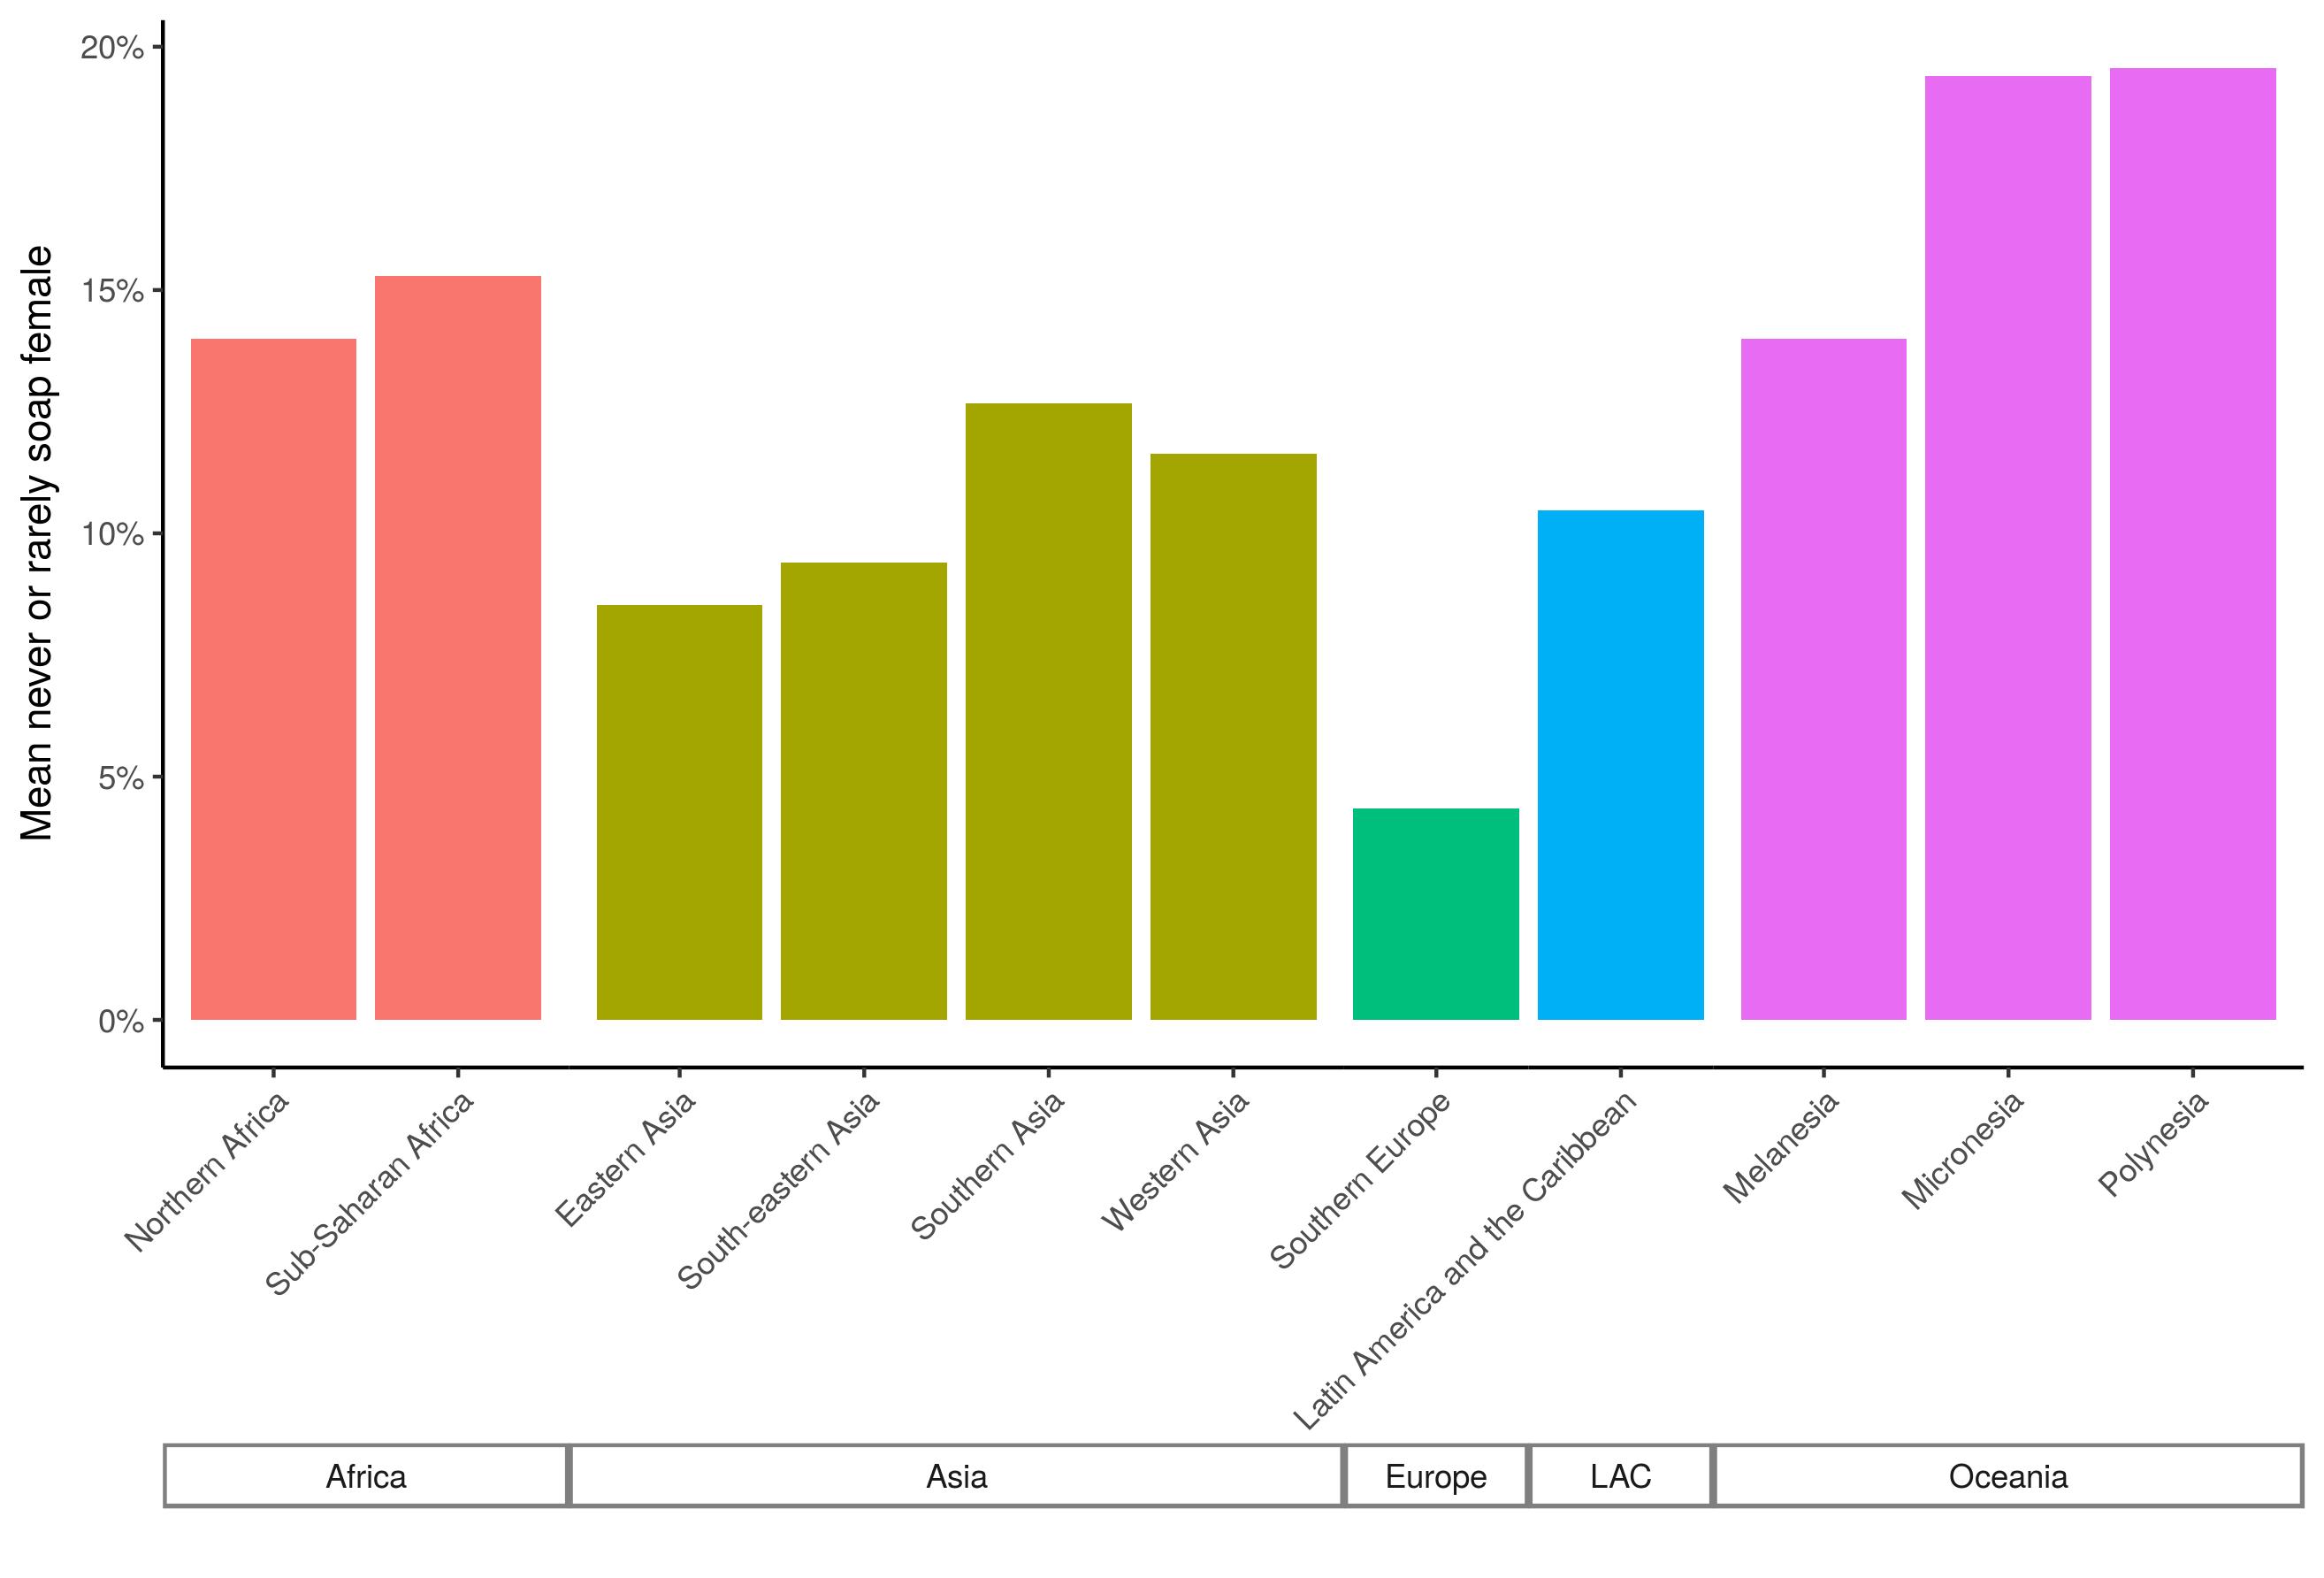 Mean never or rarely soap female
20%
15%
10%
5%
0%
Northern Africa
Sub-Saharan Africa
Eastern Asia
South-eastern Asia
Southern Asia
Western Asia
Southern Europe
Latin America and the Caribbean
Melanesia
Micronesia
Polynesia
Africa
Asia
Europe
LAC
Oceania